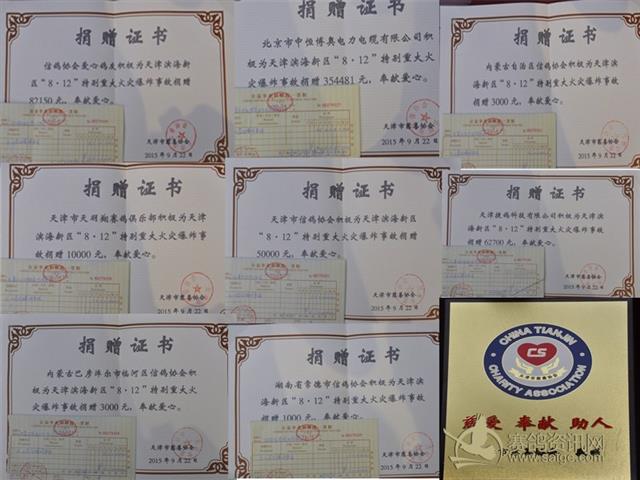 捐赠证书
信鸽协会爱心鸽友积极为天津滨海新
区“8·12”特别重大火灾爆炸事故捐赠
82150元，奉献爱心。
天津市慈善协会
2015年9月22日
捐赠证书
北京市中恒博奥电力电缆有限公司积
极为天津滨海新区“8·12”特别重大火
灾爆炸事故捐赠 354481元，奉献爱心。
天津市慈善协会
2015年9月22日
捐赠证书
内蒙古自治区信鸽协会积极为天津滨
海新区“8·12”特别重大火灾爆炸事故
捐赠 3000元，奉献爱心。
天津市慈善协会
2015年9月22日
捐赠证书
天津市天翔翔赛鸽俱乐部积极为天津
滨海新区“8·12”特别重大火灾爆炸事
故捐赠 10000元，奉献爱心。
天津市慈善协会
2015年9月22日
捐赠证书
天津市信鸽协会积极为天津滨海新区
“8·12”特别重大火灾爆炸事故捐赠
50000元，奉献爱心。
天津市慈善协会
2015年9月22日
捐赠证书
天津捷鸽科技有限公司积极为天津滨
海新区“8·12”特别重大火灾爆炸事故
捐赠 62700元，奉献爱心。
天津市慈善协会
2015年9月22日
捐赠证书
内蒙古巴彦淖尔市临河区信鸽协会积
极为天津滨海新区“8·12”特别重大火
灾爆炸事故捐赠 3000元，奉献爱心。
天津市慈善协会
2015年9月22日
捐赠证书
湖南省常德市信鸽协会积极为天津滨
海新区“8·12”特别重大火灾爆炸事故
捐赠 1000元，奉献爱心。
天津市慈善协会
2015年9月22日
CHINA TIANJIN
CS
天津市慈善协会
CHARITY ASSOCIATION
慈爱 奉献 助人
赛鸽资讯网
www.saige.com